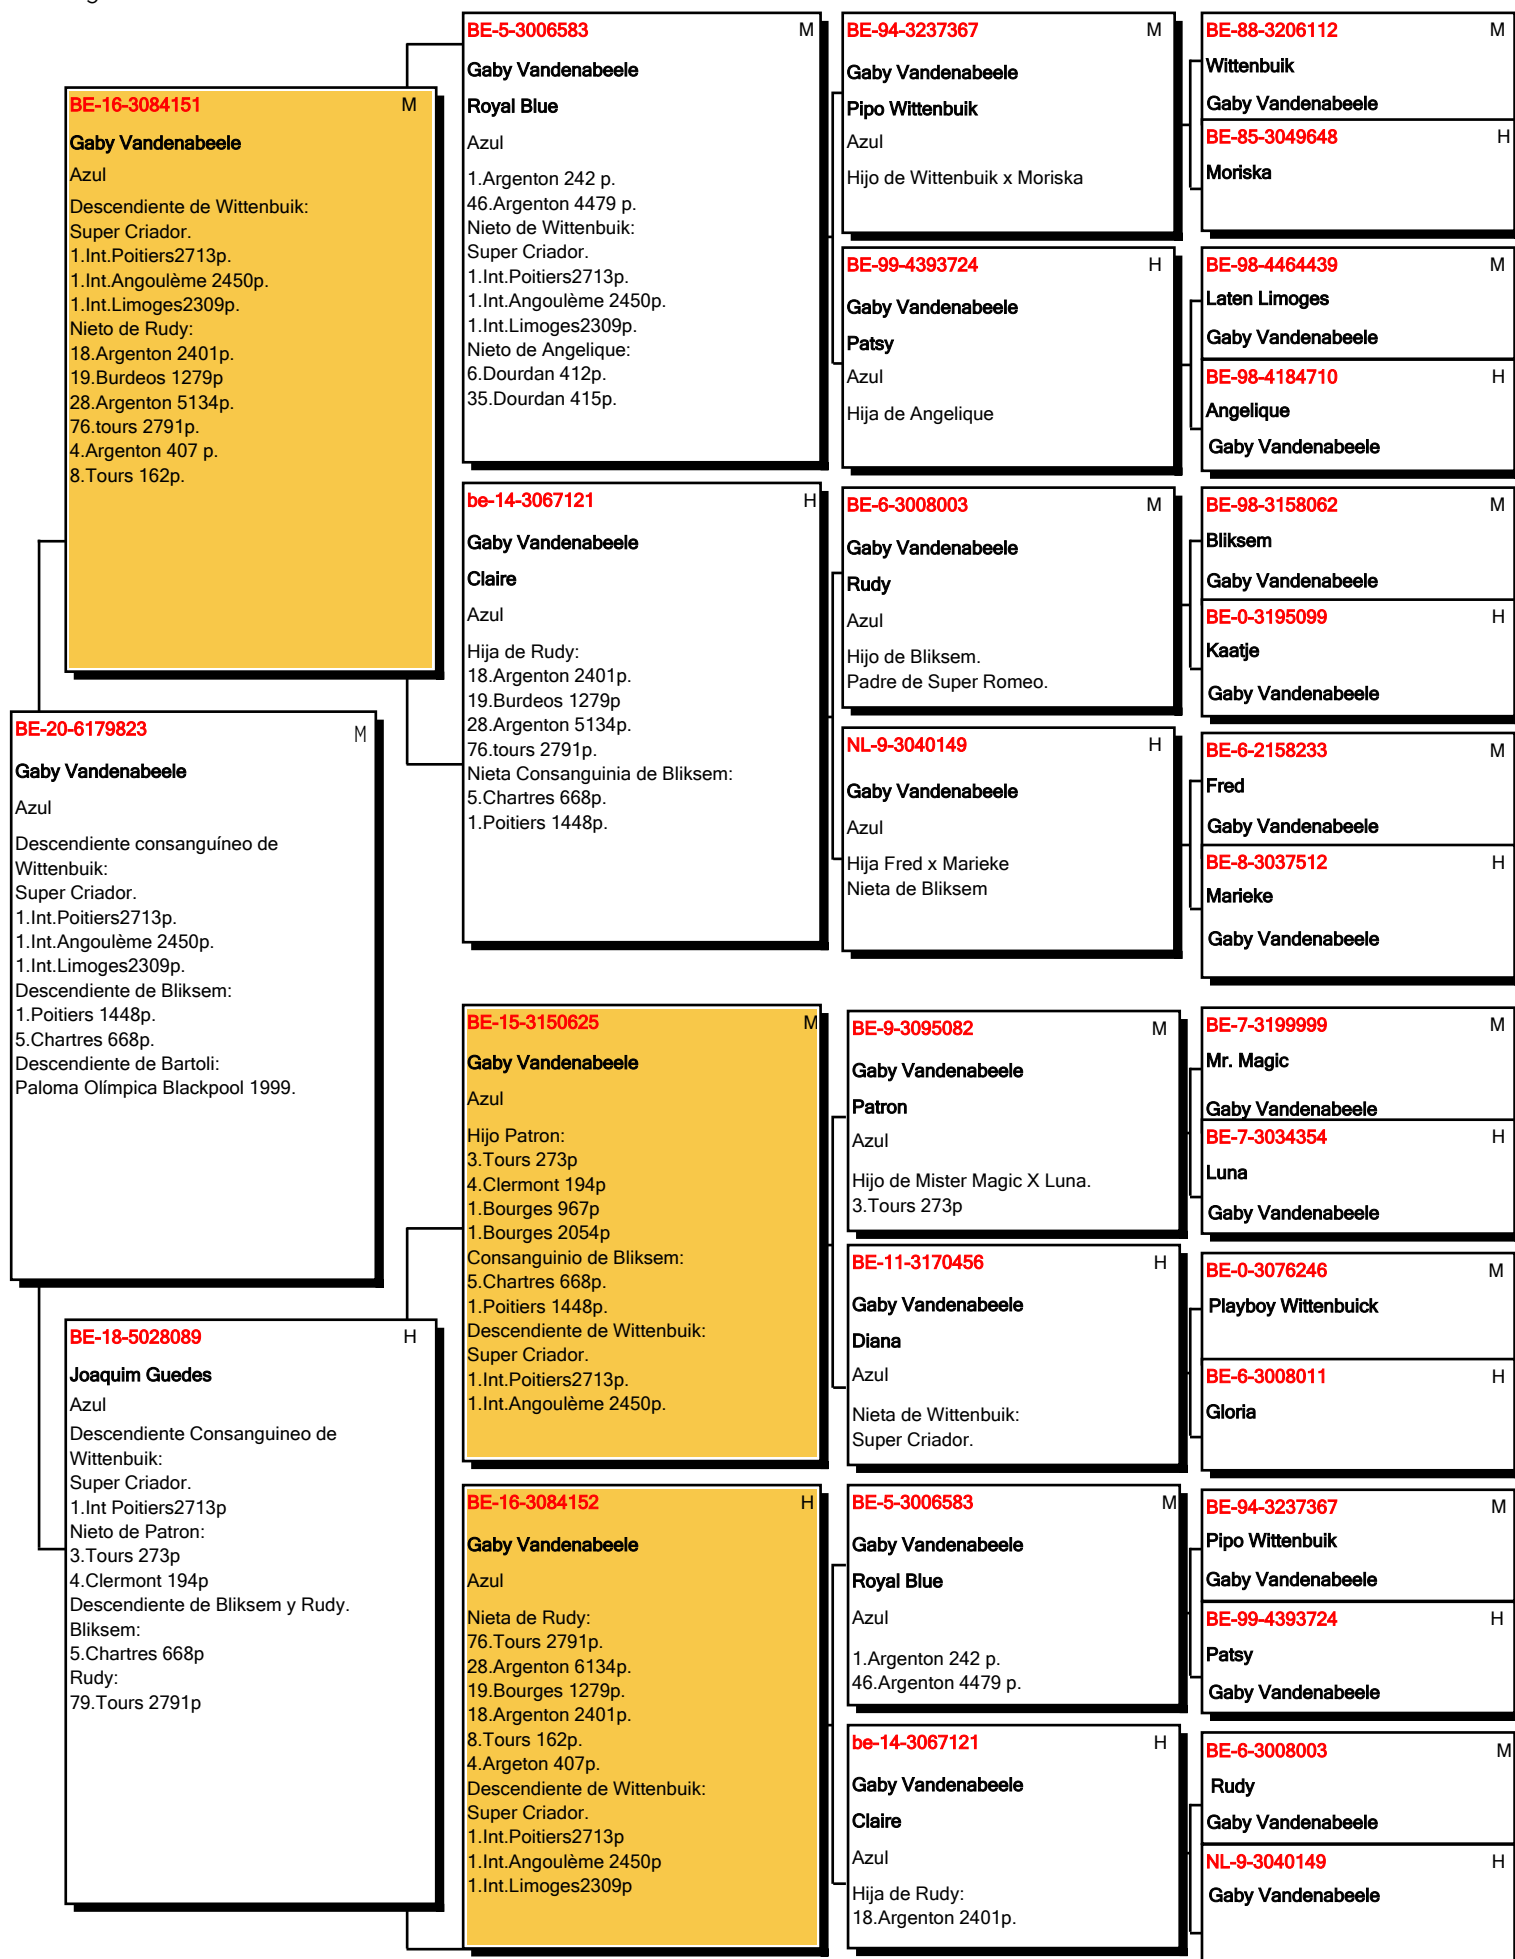 BE-20-6179823 M
Gaby Vandenabeele
Azul
Descendiente consanguíneo de
Wittenbuik:
Super Criador.
1.Int.Poitiers2713p.
1.Int.Angoulème 2450p.
1.Int.Limoges2309p.
Descendiente de Bliksem:
1.Poitiers 1448p.
5.Chartres 668p.
Descendiente de Bartoli:
Paloma Olímpica Blackpool 1999.
BE-16-3084151 M
Gaby Vandenabeele
Azul
Descendiente de Wittenbuik:
Super Criador.
1.Int.Poitiers2713p.
1.Int.Angoulème 2450p.
1.Int.Limoges2309p.
Nieto de Rudy:
18.Argenton 2401p.
19.Burdeos 1279p
28.Argenton 5134p.
76.tours 2791p.
4.Argenton 407 p.
8.Tours 162p.
BE-18-5028089 H
Joaquim Guedes
Azul
Descendiente Consanguineo de
Wittenbuik:
Super Criador.
1.Int Poitiers2713p
Nieto de Patron:
3.Tours 273p
4.Clermont 194p
Descendiente de Bliksem y Rudy.
Bliksem:
5.Chartres 668p
Rudy:
79.Tours 2791p
BE-5-3006583 M
Gaby Vandenabeele
Royal Blue
Azul
1.Argenton 242 p.
46.Argenton 4479 p.
Nieto de Wittenbuik:
Super Criador.
1.Int.Poitiers2713p.
1.Int.Angoulème 2450p.
1.Int.Limoges2309p.
Nieto de Angelique:
6.Dourdan 412p.
35.Dourdan 415p.
be-14-3067121 H
Gaby Vandenabeele
Claire
Azul
Hija de Rudy:
18.Argenton 2401p.
19.Burdeos 1279p
28.Argenton 5134p.
76.tours 2791p.
Nieta Consanguinia de Bliksem:
5.Chartres 668p.
1.Poitiers 1448p.
BE-15-3150625 M
Gaby Vandenabeele
Azul
Hijo Patron:
3.Tours 273p
4.Clermont 194p
1.Bourges 967p
1.Bourges 2054p
Consanguinio de Bliksem:
5.Chartres 668p.
1.Poitiers 1448p.
Descendiente de Wittenbuik:
Super Criador.
1.Int.Poitiers2713p.
1.Int.Angoulème 2450p.
BE-16-3084152 H
Gaby Vandenabeele
Azul
Nieta de Rudy:
76.Tours 2791p.
28.Argenton 6134p.
19.Bourges 1279p.
18.Argenton 2401p.
8.Tours 162p.
4.Argeton 407p.
Descendiente de Wittenbuik:
Super Criador.
1.Int.Poitiers2713p
1.Int.Angoulème 2450p
1.Int.Limoges2309p
BE-94-3237367 M
Gaby Vandenabeele
Pipo Wittenbuik
Azul
Hijo de Wittenbuik x Moriska
BE-99-4393724 H
Gaby Vandenabeele
Patsy
Azul
Hija de Angelique
BE-6-3008003 M
Gaby Vandenabeele
Rudy
Azul
Hijo de Bliksem.
Padre de Super Romeo.
NL-9-3040149 H
Gaby Vandenabeele
Azul
Hija Fred x Marieke
Nieta de Bliksem
BE-9-3095082 M
Gaby Vandenabeele
Patron
Azul
Hijo de Mister Magic X Luna.
3.Tours 273p
BE-11-3170456 H
Gaby Vandenabeele
Diana
Azul
Nieta de Wittenbuik:
Super Criador.
BE-5-3006583 M
Gaby Vandenabeele
Royal Blue
Azul
1.Argenton 242 p.
46.Argenton 4479 p.
be-14-3067121 H
Gaby Vandenabeele
Claire
Azul
Hija de Rudy:
18.Argenton 2401p.
BE-88-3206112 M
Wittenbuik
Gaby Vandenabeele
BE-85-3049648 H
Moriska
BE-98-4464439 M
Laten Limoges
Gaby Vandenabeele
BE-98-4184710 H
Angelique
Gaby Vandenabeele
BE-98-3158062 M
Bliksem
Gaby Vandenabeele
BE-0-3195099 H
Kaatje
Gaby Vandenabeele
BE-6-2158233 M
Fred
Gaby Vandenabeele
BE-8-3037512 H
Marieke
Gaby Vandenabeele
BE-7-3199999 M
Mr. Magic
Gaby Vandenabeele
BE-7-3034354 H
Luna
Gaby Vandenabeele
BE-0-3076246 M
Playboy Wittenbuick
BE-6-3008011 H
Gloria
BE-94-3237367 M
Pipo Wittenbuik
Gaby Vandenabeele
BE-99-4393724 H
Patsy
Gaby Vandenabeele
BE-6-3008003 M
Rudy
Gaby Vandenabeele
NL-9-3040149 H
Gaby Vandenabeele